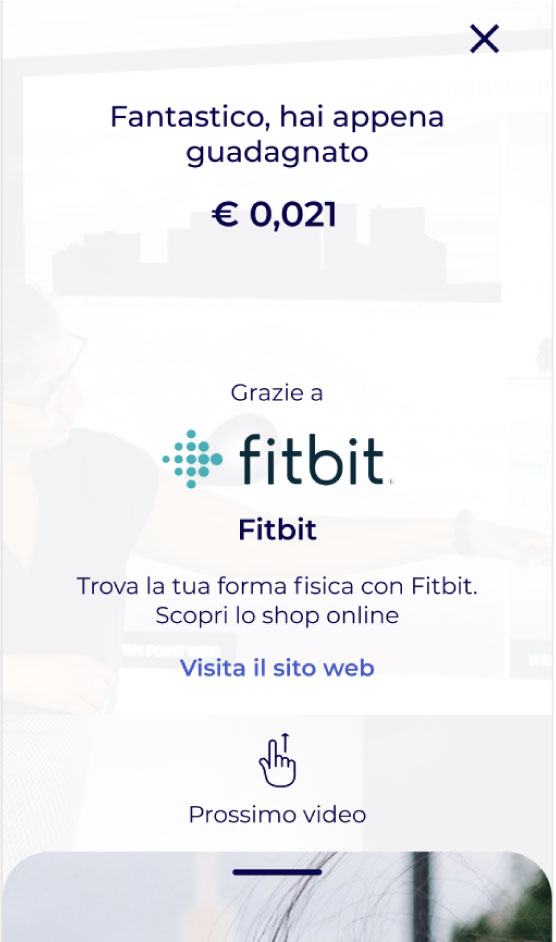 Fantastico, hai appena
guadagnato
€ 0,021
Grazie a
fitbit
Fitbit
Trova la tua forma fisica con Fitbit.
Scopri lo shop online
Visita il sito web
Prossimo video